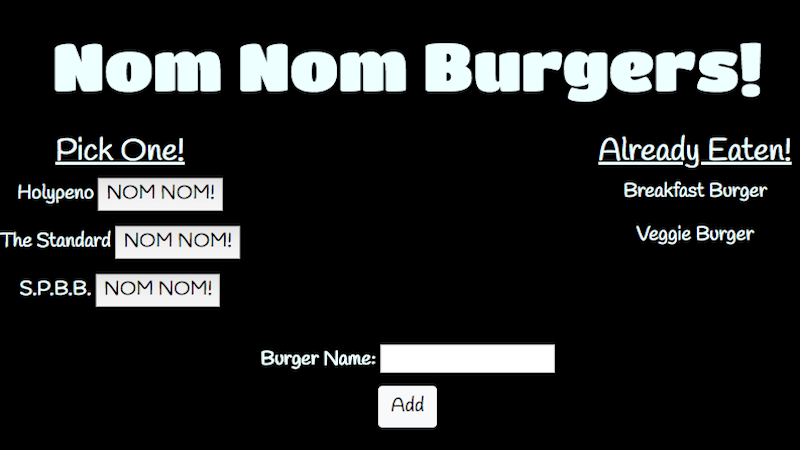 Nom Nom Burgers!
Pick One!
Holypeno NOM NOM!
The Standard NOM NOM!
S.P.B.B. NOM NOM!
Already Eaten!
Breakfast Burger
Veggie Burger
Burger Name:
Add